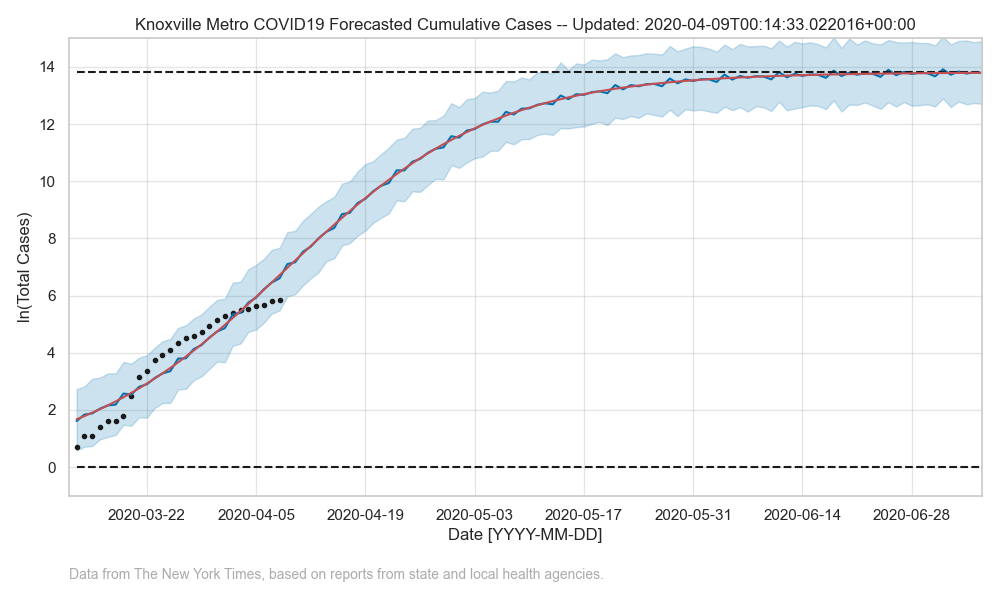 Knoxville Metro COVID19 Forecasted Cumulative Cases -- Updated: 2020-04-09T00:14:33.022016+00:00
14
12
10
8
6
4
2
0
ln(Total Cases)
2020-03-22 2020-04-05 2020-04-19 2020-05-03 2020-05-17 2020-05-31 2020-06-14 2020-06-28
Date [YYYY-MM-DD]
Data from The New York Times, based on reports from state and local health agencies.